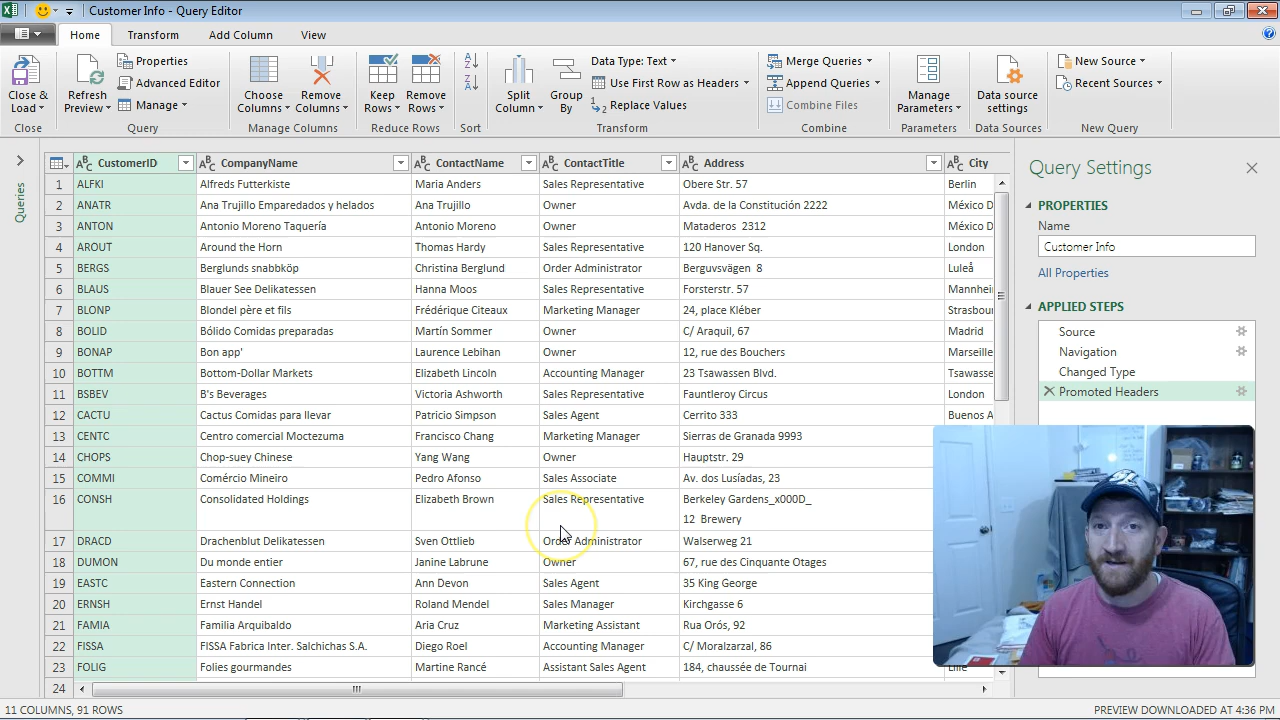 Customer Info - Query Editor
Home Transform Add Column View
Close & Load
Close
Refresh Preview
Properties
Advanced Editor
Manage
Query
Choose Columns
Remove Columns
Manage Columns
Keep Rows
Remove Rows
Reduce Rows
Sort
Split Column
Group By
Data Type: Text
Use First Row as Headers
Replace Values
Transform
Merge Queries
Append Queries
Combine Files
Combine
Manage Parameters
Parameters
Data source settings
Data Sources
New Source
Recent Sources
New Query
Queries
CustomerID CompanyName ContactName ContactTitle Address City
1 ALFKI Alfreds Futterkiste Maria Anders Sales Representative Obere Str. 57 Berlin
2 ANATR Ana Trujillo Emparedados y helados Ana Trujillo Owner Avda. de la Constitución 2222 México D
3 ANTON Antonio Moreno Taquería Antonio Moreno Owner Mataderos 2312 México D
4 AROUT Around the Horn Thomas Hardy Sales Representative 120 Hanover Sq. London
5 BERGS Berglunds snabbköp Christina Berglund Order Administrator Berguvsvägen 8 Luleå
6 BLAUS Blauer See Delikatessen Hanna Moos Sales Representative Forsterstr. 57 Mannhei
7 BLONP Blondel père et fils Frédérique Citeaux Marketing Manager 24, place Kléber Strasbou
8 BOLID Bólido Comidas preparadas Martín Sommer Owner C/ Araquil, 67 Madrid
9 BONAP Bon app' Laurence Lebihan Owner 12, rue des Bouchers Marseille
10 BOTTM Bottom-Dollar Markets Elizabeth Lincoln Accounting Manager 23 Tsawassen Blvd. Tsawasse
11 BSBEV B's Beverages Victoria Ashworth Sales Representative Fauntleroy Circus London
12 CACTU Cactus Comidas para llevar Patricio Simpson Sales Agent Cerrito 333 Buenos A
13 CENTC Centro comercial Moctezuma Francisco Chang Marketing Manager Sierras de Granada 9993
14 CHOPS Chop-suey Chinese Yang Wang Owner Hauptstr. 29
15 COMMI Comércio Mineiro Pedro Afonso Sales Associate Av. dos Lusíadas, 23
16 CONSH Consolidated Holdings Elizabeth Brown Sales Representative Berkeley Gardens_x000D_
12 Brewery
17 DRACD Drachenblut Delikatessen Sven Ottlieb Order Administrator Walserweg 21
18 DUMON Du monde entier Janine Labrune Owner 67, rue des Cinquante Otages
19 EASTC Eastern Connection Ann Devon Sales Agent 35 King George
20 ERNSH Ernst Handel Roland Mendel Sales Manager Kirchgasse 6
21 FAMIA Familia Arquibaldo Aria Cruz Marketing Assistant Rua Orós, 92
22 FISSA FISSA Fabrica Inter. Salchichas S.A. Diego Roel Accounting Manager C/ Moralzarzal, 86
23 FOLIG Folies gourmandes Martine Rancé Assistant Sales Agent 184, chaussée de Tournai Lille
24
Query Settings
PROPERTIES
Name
Customer Info
All Properties
APPLIED STEPS
Source
Navigation
Changed Type
Promoted Headers
11 COLUMNS, 91 ROWS
PREVIEW DOWNLOADED AT 4:36 PM